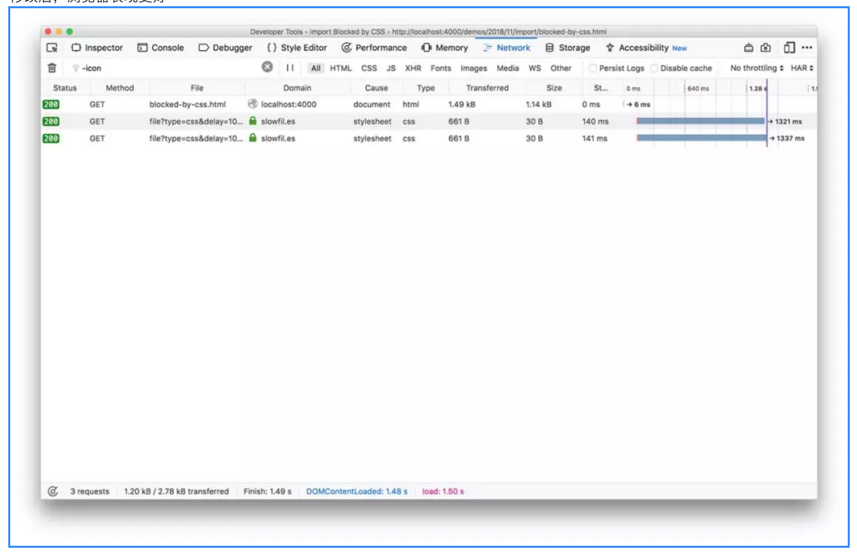 Developer Tools - import Blocked by CSS - http://localhost:4000/demos/2018/11/import/blocked-by-css.html
Inspector Console Debugger {} Style Editor Performance Memory Network Storage Accessibility New
-icon All HTML CSS JS XHR Fonts Images Media WS Other Persist Logs Disable cache No throttling HAR
Status Method File Domain Cause Type Transferred Size St... 0 ms 640 ms 1.28 s
200 GET blocked-by-css.html localhost:4000 document html 1.49 kB 1.14 kB 0 ms → 6 ms
200 GET file?type=css&delay=10... slowfil.es stylesheet css 661 B 30 B 140 ms → 1321 ms
200 GET file?type=css&delay=10... slowfil.es stylesheet css 661 B 30 B 141 ms → 1337 ms
3 requests 1.20 kB / 2.78 kB transferred Finish: 1.49 s DOMContentLoaded: 1.48 s load: 1.50 s